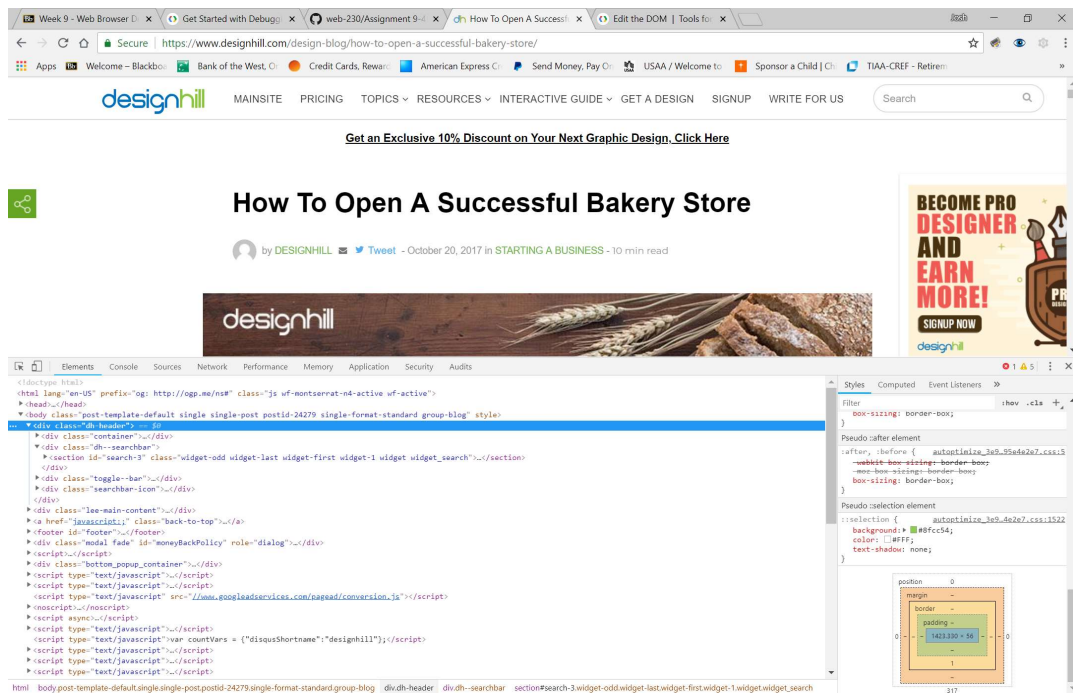 Week 9 - Web Browser D
Get Started with Debugg
web-230/Assignment 9-
How To Open A Successf
Edit the DOM | Tools for
Josh
Secure | https://www.designhill.com/design-blog/how-to-open-a-successful-bakery-store/
Apps Bb Welcome – Blackbo Bank of the West, O Credit Cards, Rewar American Express C Send Money, Pay On USAA / Welcome to Sponsor a Child | Ch TIAA-CREF - Retirem »
designhill MAINSITE PRICING TOPICS RESOURCES INTERACTIVE GUIDE GET A DESIGN SIGNUP WRITE FOR US Search
Get an Exclusive 10% Discount on Your Next Graphic Design, Click Here
How To Open A Successful Bakery Store
by DESIGNHILL Tweet - October 20, 2017 in STARTING A BUSINESS - 10 min read
designhill
BECOME PRO
DESIGNER
AND
EARN
MORE!
SIGNUP NOW
designhill
PR
Elements Console Sources Network Performance Memory Application Security Audits 1 5
<!doctype html>
<html lang="en-US" prefix="og: http://ogp.me/ns#" class="js wf-montserrat-n4-active wf-active">
<head>…</head>
<body class="post-template-default single single-post postid-24279 single-format-standard group-blog" style>
… <div class="dh-header"> == $0
<div class="container">…</div>
<div class="dh--searchbar">
<section id="search-3" class="widget-odd widget-last widget-first widget-1 widget widget_search">…</section>
</div>
<div class="toggle--bar">…</div>
<div class="searchbar-icon">…</div>
</div>
<div class="lee-main-content">…</div>
<a href="javascript:;" class="back-to-top">…</a>
<footer id="footer">…</footer>
<div class="modal fade" id="moneyBackPolicy" role="dialog">…</div>
<script>…</script>
<div class="bottom_popup_container">…</div>
<script type="text/javascript">…</script>
<script type="text/javascript">…</script>
<script type="text/javascript" src="//www.googleadservices.com/pagead/conversion.js"></script>
<noscript>…</noscript>
<script async>…</script>
<script type="text/javascript">…</script>
<script type="text/javascript">var countVars = {"disqusShortname":"designhill"};</script>
<script type="text/javascript">…</script>
<script type="text/javascript">…</script>
<script type="text/javascript">…</script>
html body.post-template-default.single.single-post.postid-24279.single-format-standard.group-blog div.dh-header div.dh--searchbar section#search-3.widget-odd.widget-last.widget-first.widget-1.widget.widget_search
Styles Computed Event Listeners »
Filter :hov .cls +
box-sizing: border-box;
}
Pseudo ::after element
:after, :before { autoptimize_3e9…95e4e2e7.css:5
-webkit-box-sizing: border-box;
-moz-box-sizing: border-box;
box-sizing: border-box;
}
Pseudo ::selection element
::selection { autoptimize_3e9…4e2e7.css:1522
background: #8fcc54;
color: #FFF;
text-shadow: none;
}
position 0
margin –
border –
padding –
0 – – – 1423.330 × 56 – – – 0
–
–
1
317